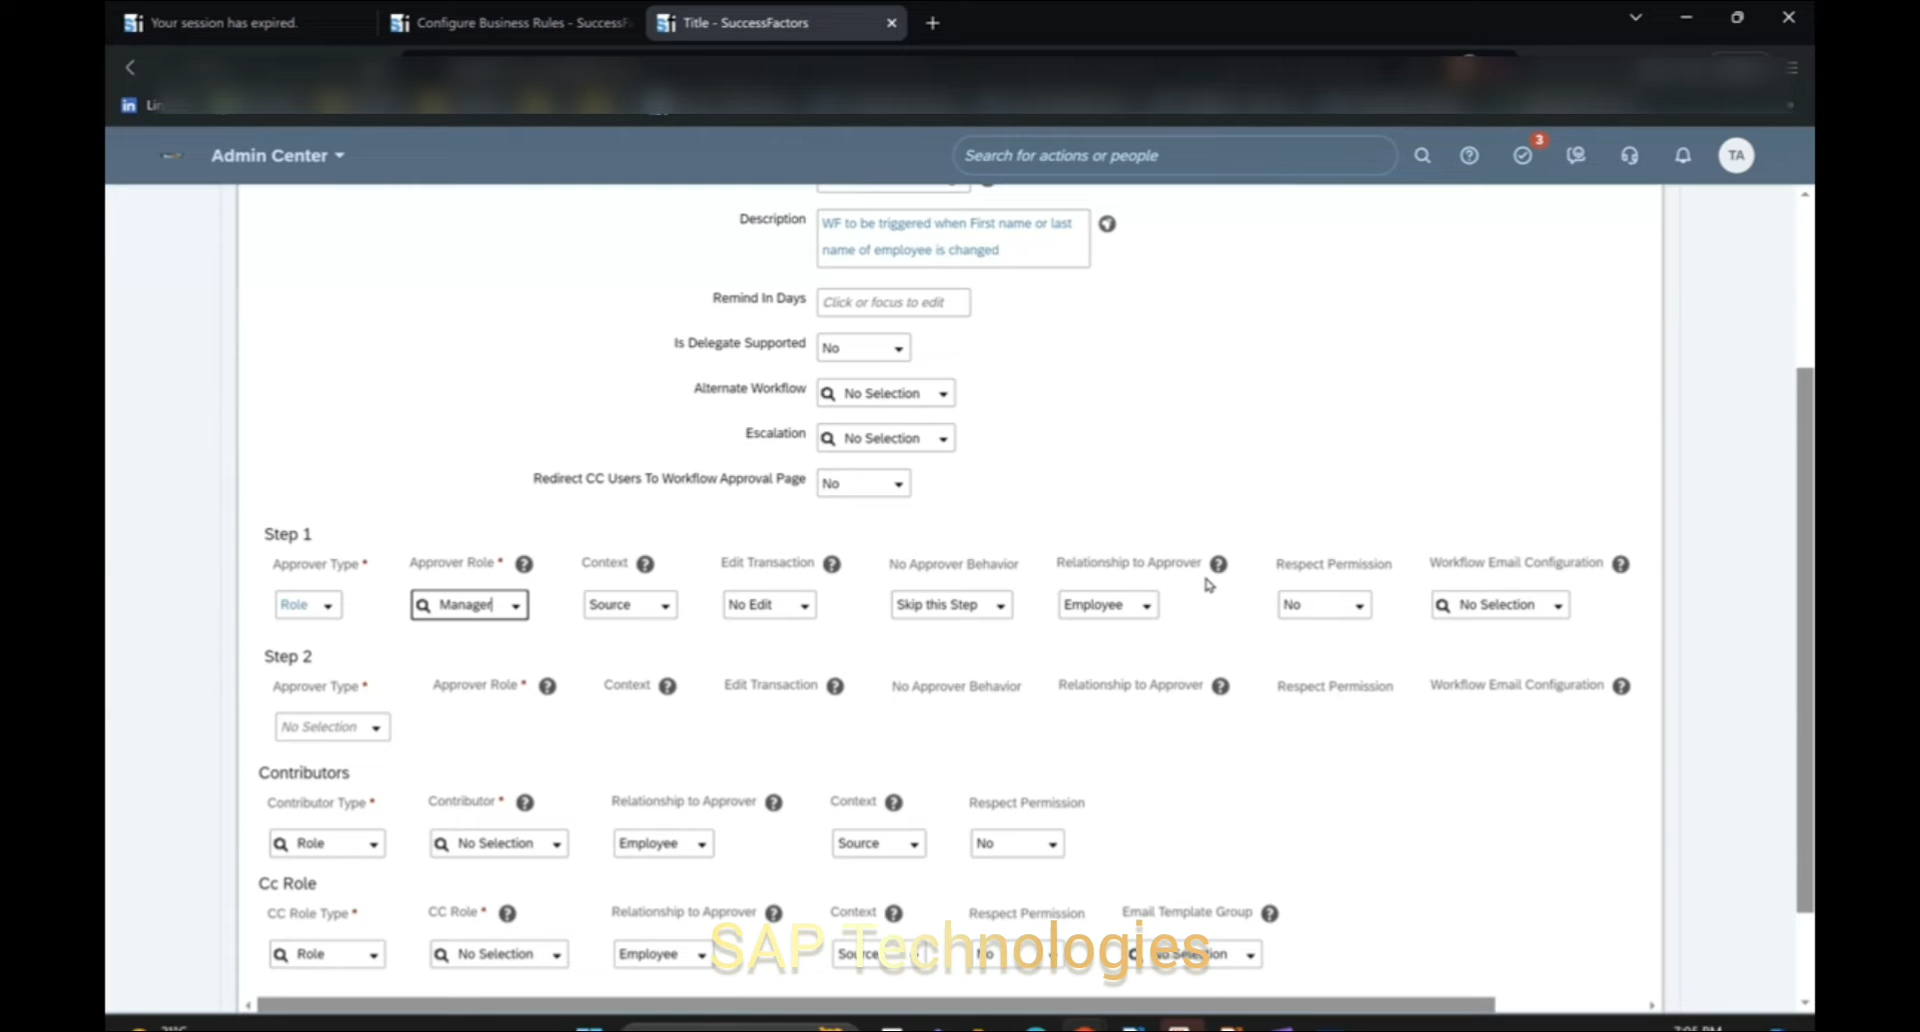 Your session has expired.
Configure Business Rules - SuccessF
Title - SuccessFactors
in Lin
Admin Center
Search for actions or people
3
TA
Description
WF to be triggered when First name or last
name of employee is changed
Remind In Days
Click or focus to edit
Is Delegate Supported
No
Alternate Workflow
No Selection
Escalation
No Selection
Redirect CC Users To Workflow Approval Page
No
Step 1
Approver Type * Approver Role * Context Edit Transaction No Approver Behavior Relationship to Approver Respect Permission Workflow Email Configuration
Role Manager Source No Edit Skip this Step Employee No No Selection
Step 2
Approver Type * Approver Role * Context Edit Transaction No Approver Behavior Relationship to Approver Respect Permission Workflow Email Configuration
No Selection
Contributors
Contributor Type * Contributor * Relationship to Approver Context Respect Permission
Role No Selection Employee Source No
Cc Role
CC Role Type * CC Role * Relationship to Approver Context Respect Permission Email Template Group
Role No Selection Employee Source No No Selection
SAP Technologies